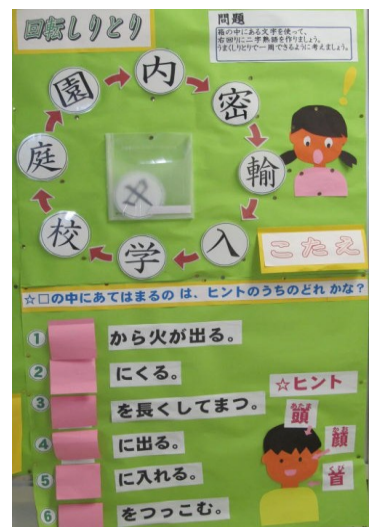 回転しりとり
問題
箱の中にある文字を使って、
右回りに二字熟語を作りましょう。
うまくしりとりで一周できるように考えましょう。
内
密
輸
入
学
校
庭
園
こたえ
☆□の中にあてはまるの は、ヒントのうちのどれ かな？
① から火が出る。
② にくる。
③ を長くしてまつ。
④ に出る。
⑤ に入れる。
⑥ をつっこむ。
☆ヒント
頭
顔
首